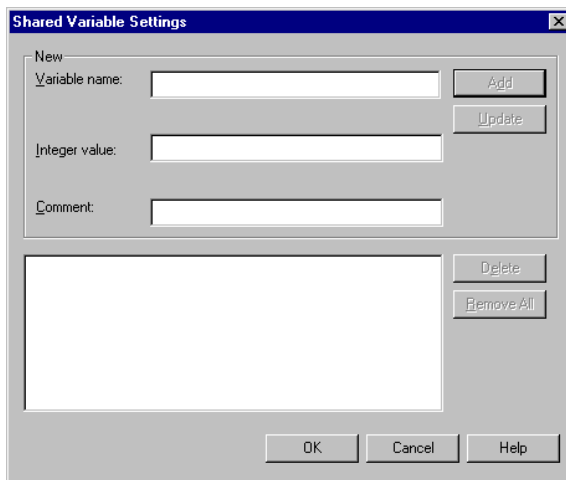 Shared Variable Settings
New
Variable name:
Add
Update
Integer value:
Comment:
Delete
Remove All
OK
Cancel
Help